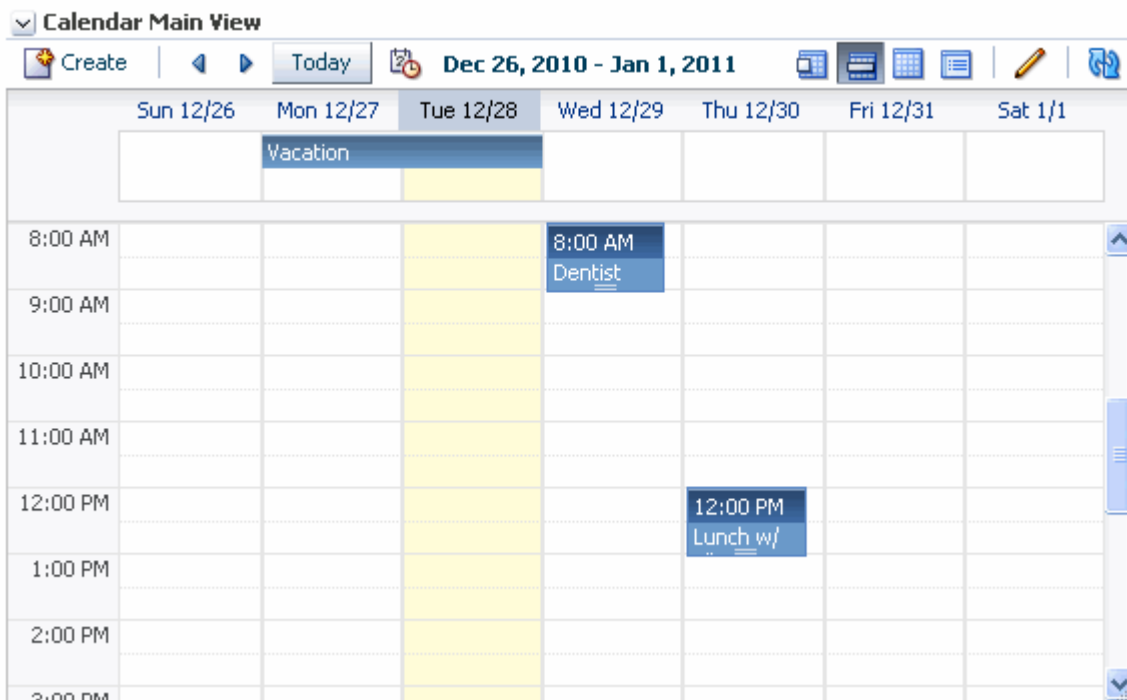 Calendar Main View
Create Today Dec 26, 2010 - Jan 1, 2011
Sun 12/26 Mon 12/27 Tue 12/28 Wed 12/29 Thu 12/30 Fri 12/31 Sat 1/1
Vacation
8:00 AM 8:00 AM
Dentist
9:00 AM
10:00 AM
11:00 AM
12:00 PM 12:00 PM
Lunch w/
1:00 PM
2:00 PM
3:00 PM